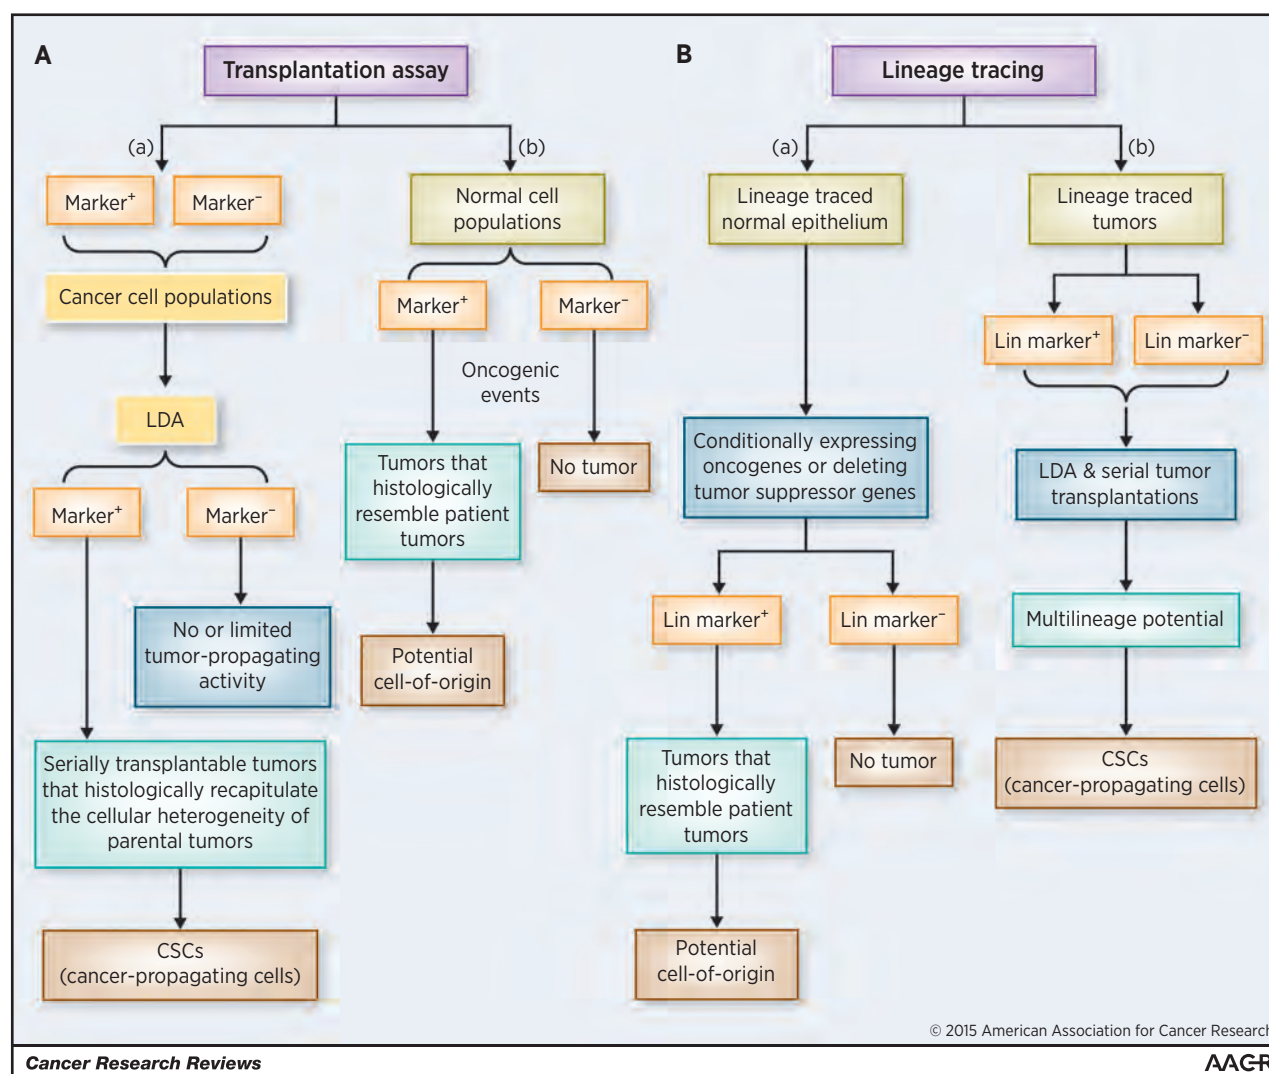 A
Transplantation assay
(a)
(b)
Marker⁺
Marker⁻
Cancer cell populations
LDA
Marker⁺
Marker⁻
No or limited
tumor-propagating
activity
Serially transplantable tumors
that histologically recapitulate
the cellular heterogeneity of
parental tumors
CSCs
(cancer-propagating cells)
Normal cell
populations
Marker⁺
Marker⁻
Oncogenic
events
Tumors that
histologically
resemble patient
tumors
No tumor
Potential
cell-of-origin
B
Lineage tracing
(a)
(b)
Lineage traced
normal epithelium
Conditionally expressing
oncogenes or deleting
tumor suppressor genes
Lin marker⁺
Lin marker⁻
Tumors that
histologically
resemble patient
tumors
No tumor
Potential
cell-of-origin
Lineage traced
tumors
Lin marker⁺
Lin marker⁻
LDA & serial tumor
transplantations
Multilineage potential
CSCs
(cancer-propagating cells)
© 2015 American Association for Cancer Research
Cancer Research Reviews
AACR